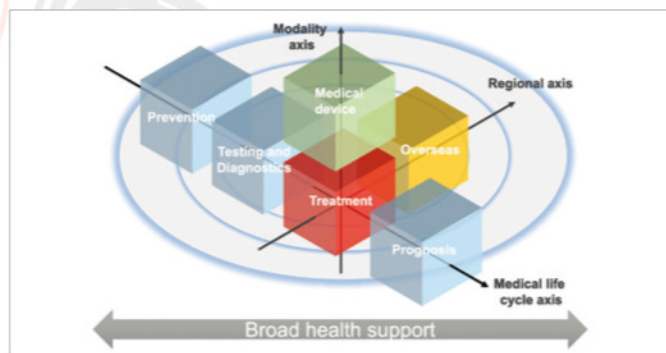 Modality
axis
Regional axis
Medical
device
Prevention
Testing and
Diagnostics
Overseas
Treatment
Prognosis
Medical life
cycle axis
Broad health support